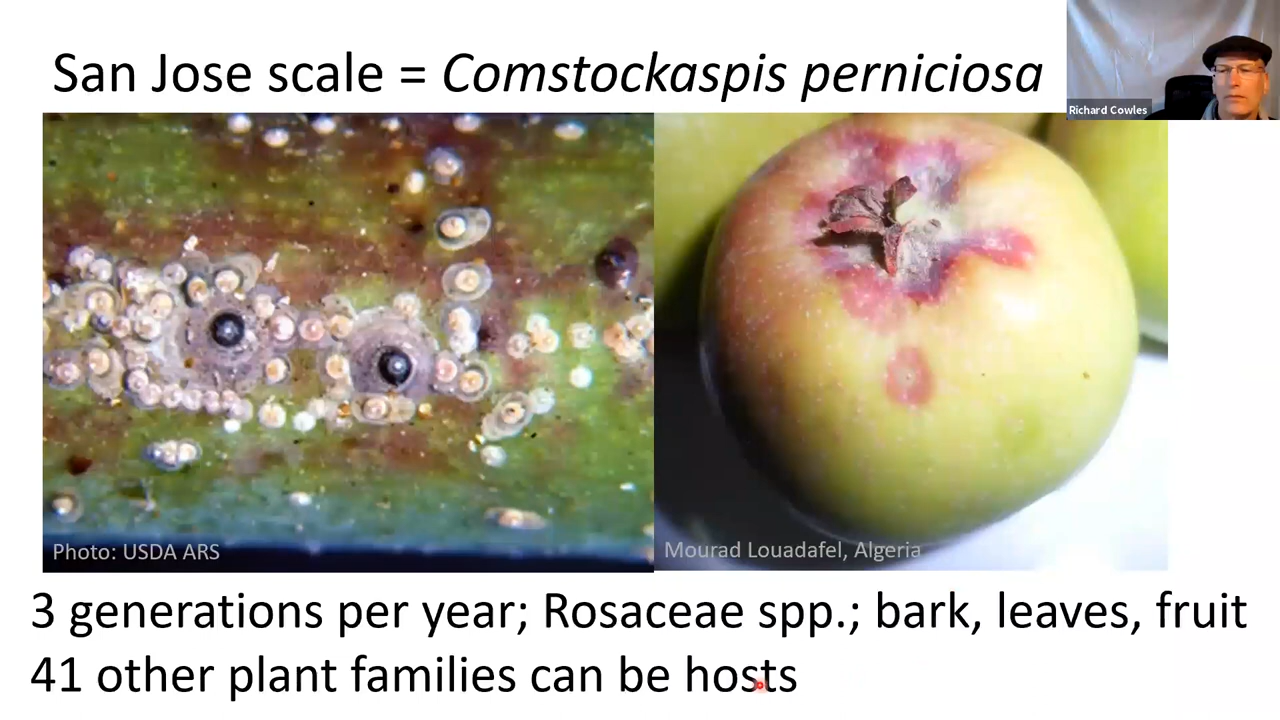 San Jose scale = Comstockaspis perniciosa
Richard Cowles
Photo: USDA ARS
Mourad Louadafel, Algeria
3 generations per year; Rosaceae spp.; bark, leaves, fruit
41 other plant families can be hosts